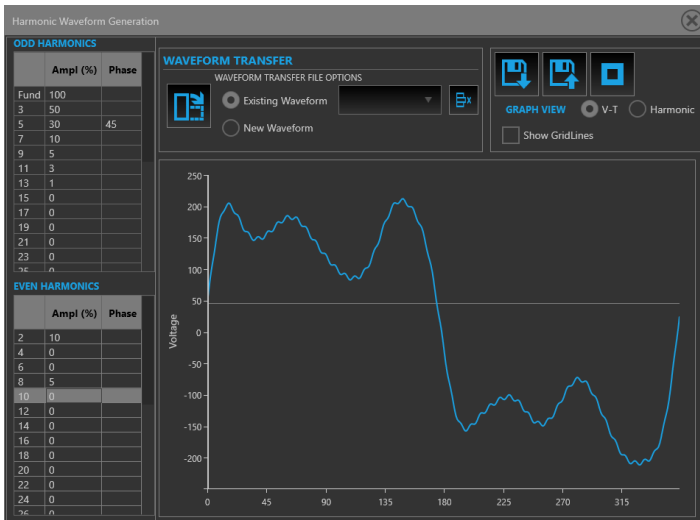 Harmonic Waveform Generation
ODD HARMONICS
Ampl (%) Phase
Fund 100
3 50
5 30 45
7 10
9 5
11 3
13 1
15 0
17 0
19 0
21 0
23 0
25 0
EVEN HARMONICS
Ampl (%) Phase
2 10
4 0
6 0
8 5
10 0
12 0
14 0
16 0
18 0
20 0
22 0
24 0
26 0
WAVEFORM TRANSFER
WAVEFORM TRANSFER FILE OPTIONS
Existing Waveform
New Waveform
GRAPH VIEW V-T Harmonic
Show GridLines
250
200
150
100
50
0
-50
-100
-150
-200
Voltage
0 45 90 135 180 225 270 315